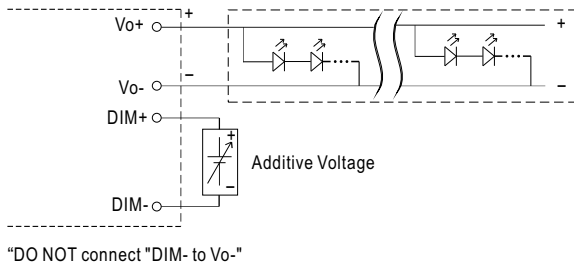 Vo+ + +
Vo- - -
DIM+
+
Additive Voltage
-
DIM-
“DO NOT connect "DIM- to Vo-"